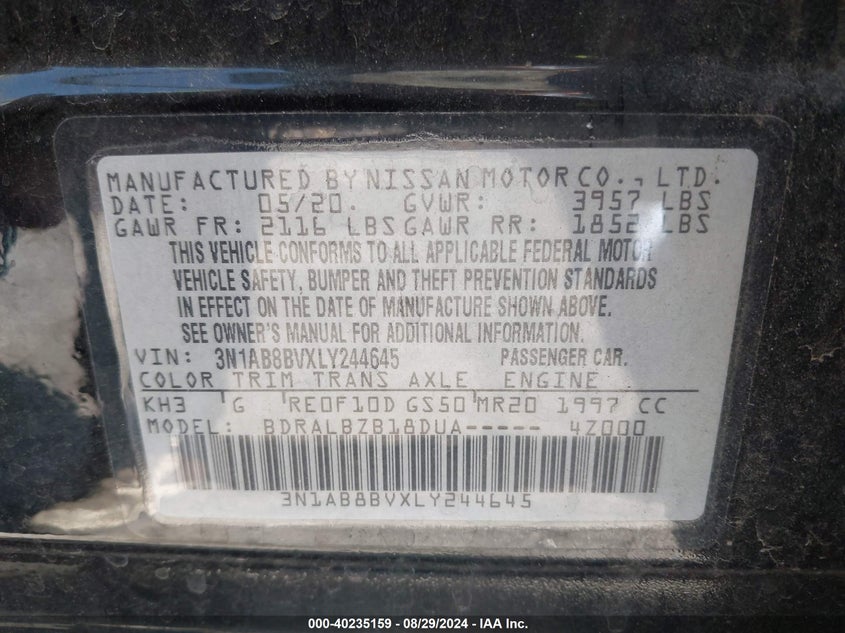 MANUFACTURED BY NISSAN MOTOR CO., LTD.
DATE: 05/20. GVWR: 3957 LBS
GAWR FR: 2116 LBS GAWR RR: 1852 LBS
THIS VEHICLE CONFORMS TO ALL APPLICABLE FEDERAL MOTOR
VEHICLE SAFETY, BUMPER AND THEFT PREVENTION STANDARDS
IN EFFECT ON THE DATE OF MANUFACTURE SHOWN ABOVE.
SEE OWNER'S MANUAL FOR ADDITIONAL INFORMATION.
VIN: 3N1AB8BVXLY244645 PASSENGER CAR.
COLOR TRIM TRANS AXLE ENGINE
KH3 G RE0F10D GS50 MR20 1997 CC
MODEL: BDRALBZB18DUA----- 4Z000
3N1AB8BVXLY244645
000-40235159 - 08/29/2024 - IAA Inc.